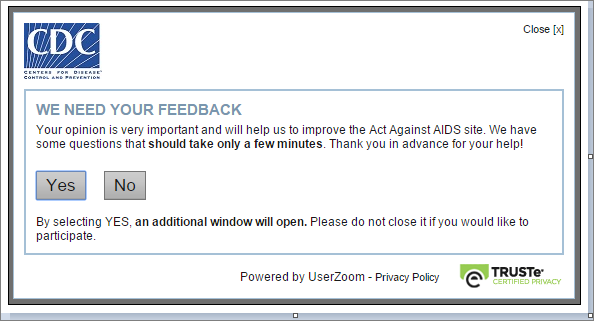 Close [x]
CDC
CENTERS FOR DISEASE
CONTROL AND PREVENTION
WE NEED YOUR FEEDBACK
Your opinion is very important and will help us to improve the Act Against AIDS site. We have
some questions that should take only a few minutes. Thank you in advance for your help!
Yes No
By selecting YES, an additional window will open. Please do not close it if you would like to
participate.
Powered by UserZoom - Privacy Policy
e TRUSTe
CERTIFIED PRIVACY